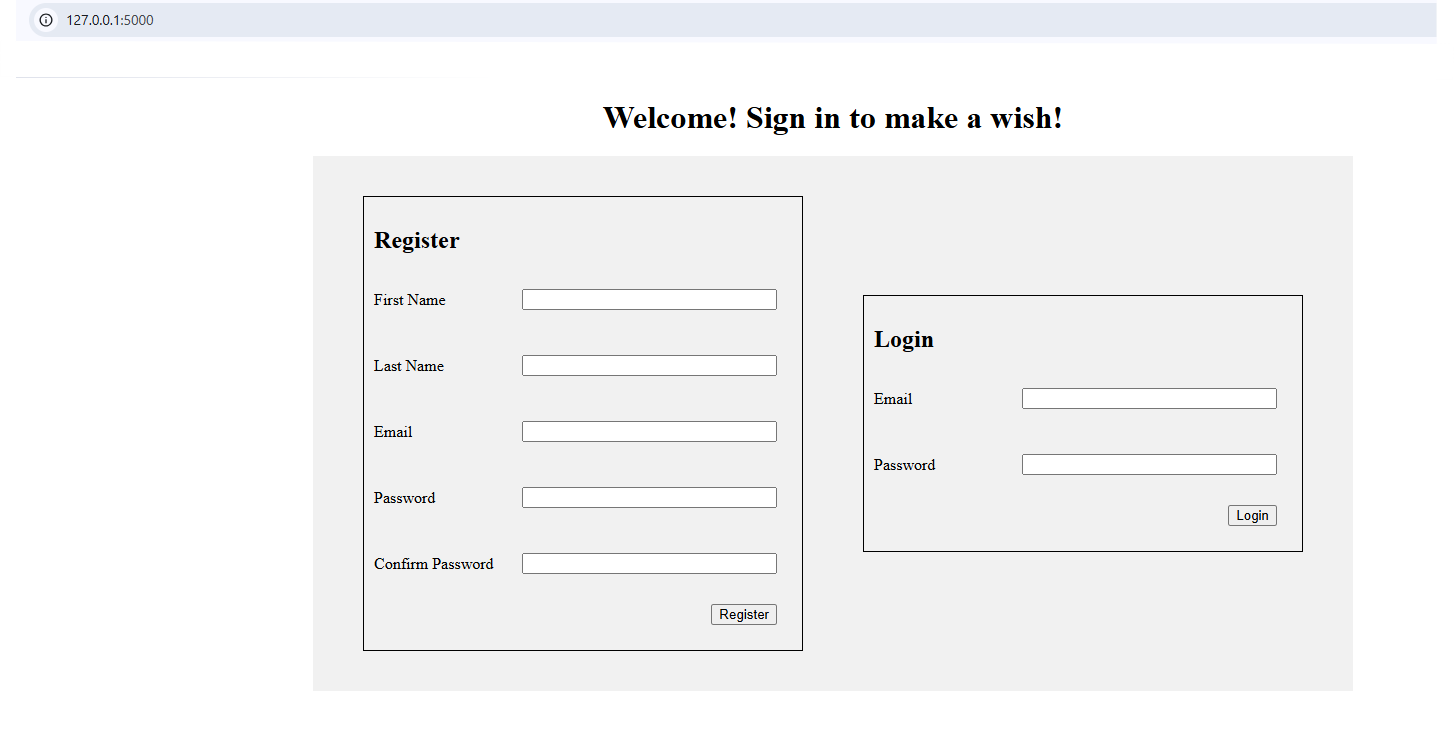 127.0.0.1:5000
Welcome! Sign in to make a wish!
Register
First Name
Last Name
Email
Password
Confirm Password
Register
Login
Email
Password
Login